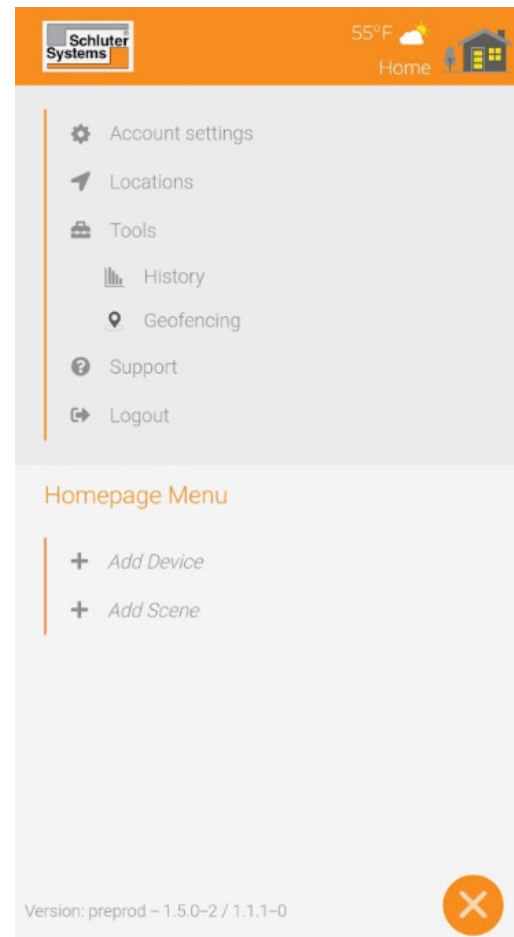 Schluter
Systems
55°F
Home
Account settings
Locations
Tools
History
Geofencing
Support
Logout
Homepage Menu
Add Device
Add Scene
Version: preprod – 1.5.0–2 / 1.1.1–0